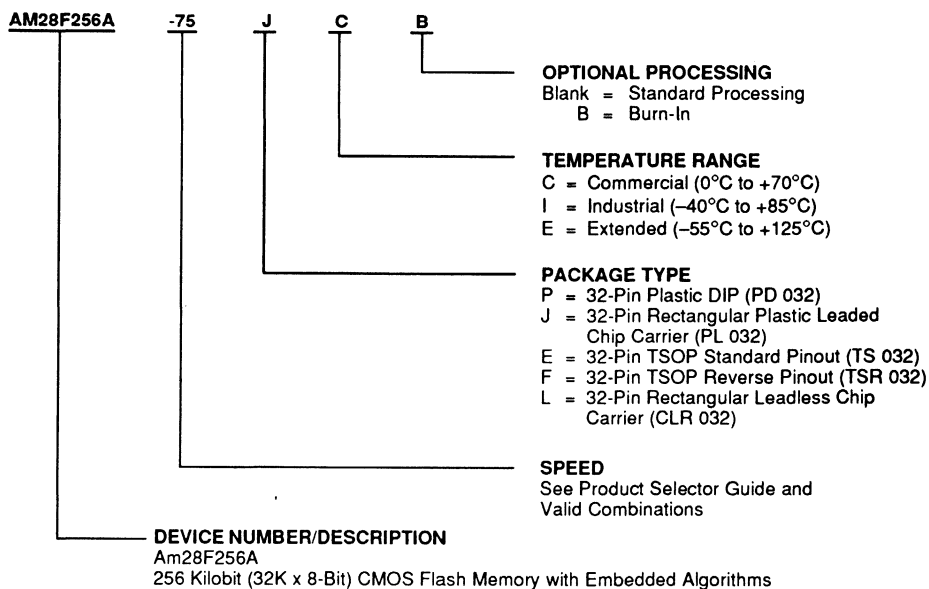 AM28F256A -75 J C B
OPTIONAL PROCESSING
Blank = Standard Processing
B = Burn-In
TEMPERATURE RANGE
C = Commercial (0°C to +70°C)
I = Industrial (–40°C to +85°C)
E = Extended (–55°C to +125°C)
PACKAGE TYPE
P = 32-Pin Plastic DIP (PD 032)
J = 32-Pin Rectangular Plastic Leaded
Chip Carrier (PL 032)
E = 32-Pin TSOP Standard Pinout (TS 032)
F = 32-Pin TSOP Reverse Pinout (TSR 032)
L = 32-Pin Rectangular Leadless Chip
Carrier (CLR 032)
SPEED
See Product Selector Guide and
Valid Combinations
DEVICE NUMBER/DESCRIPTION
Am28F256A
256 Kilobit (32K x 8-Bit) CMOS Flash Memory with Embedded Algorithms